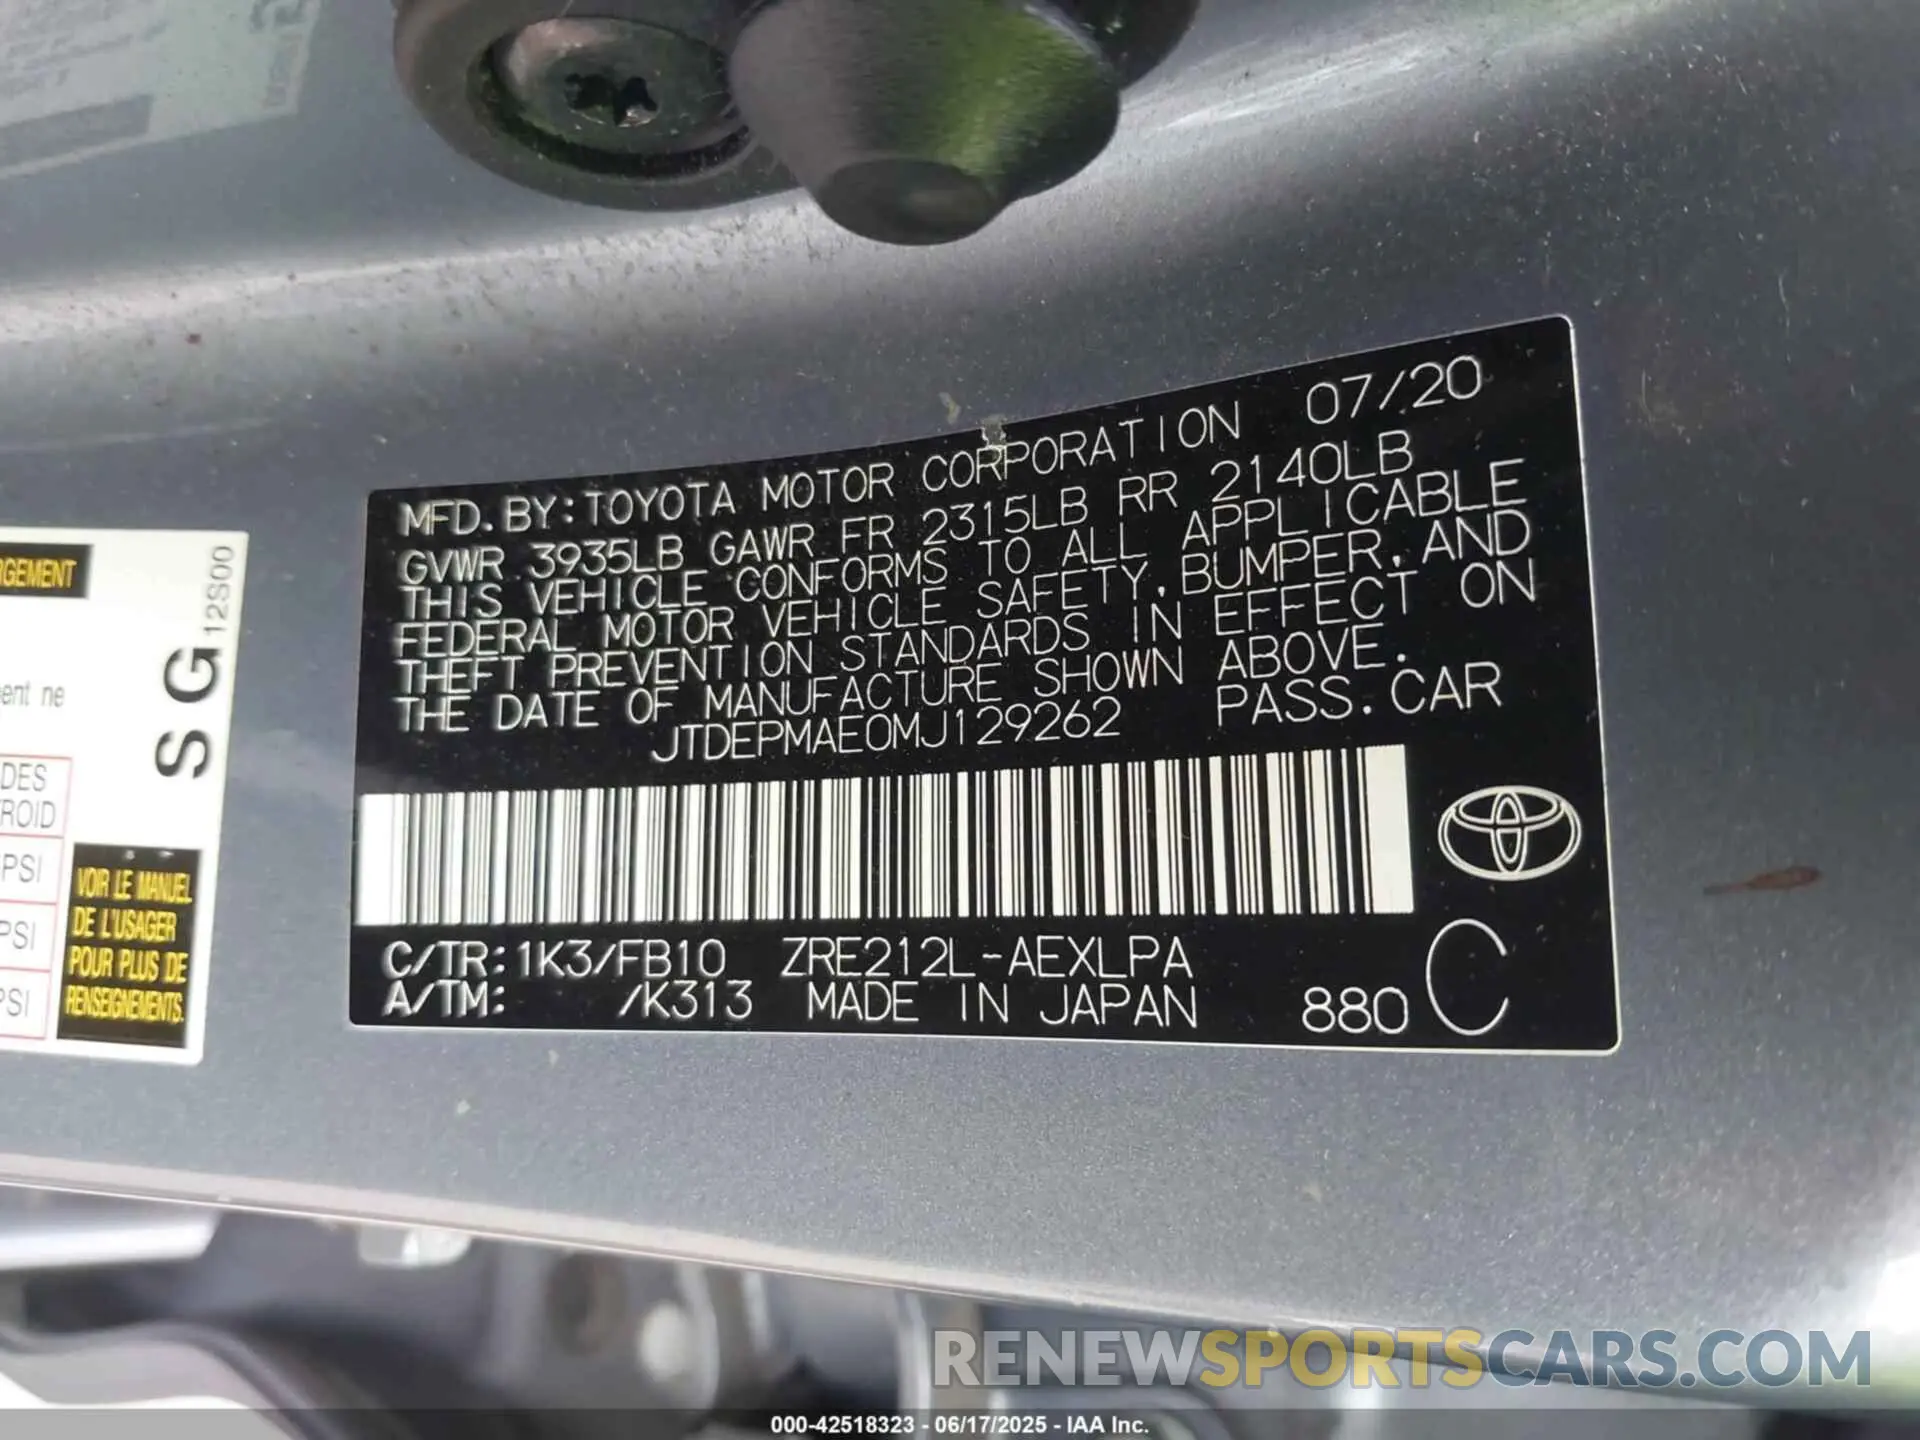 MFD. BY: TOYOTA MOTOR CORPORATION 07/20
GVWR 3935LB GAWR FR 2315LB RR 2140LB
THIS VEHICLE CONFORMS TO ALL APPLICABLE
FEDERAL MOTOR VEHICLE SAFETY, BUMPER, AND
THEFT PREVENTION STANDARDS IN EFFECT ON
THE DATE OF MANUFACTURE SHOWN ABOVE.
JTDEPMAE0MJ129262 PASS. CAR
C/TR: 1K3/FB10 ZRE212L-AEXLPA
A/TM: /K313 MADE IN JAPAN 880 C
SG 12S00
ent ne
DES
PSI
PSI
PSI
VOIR LE MANUEL
DE L'USAGER
POUR PLUS DE
RENSEIGNEMENTS.
RENEWSPORTSCARS.COM
000-42518323 - 06/17/2025 - IAA Inc.